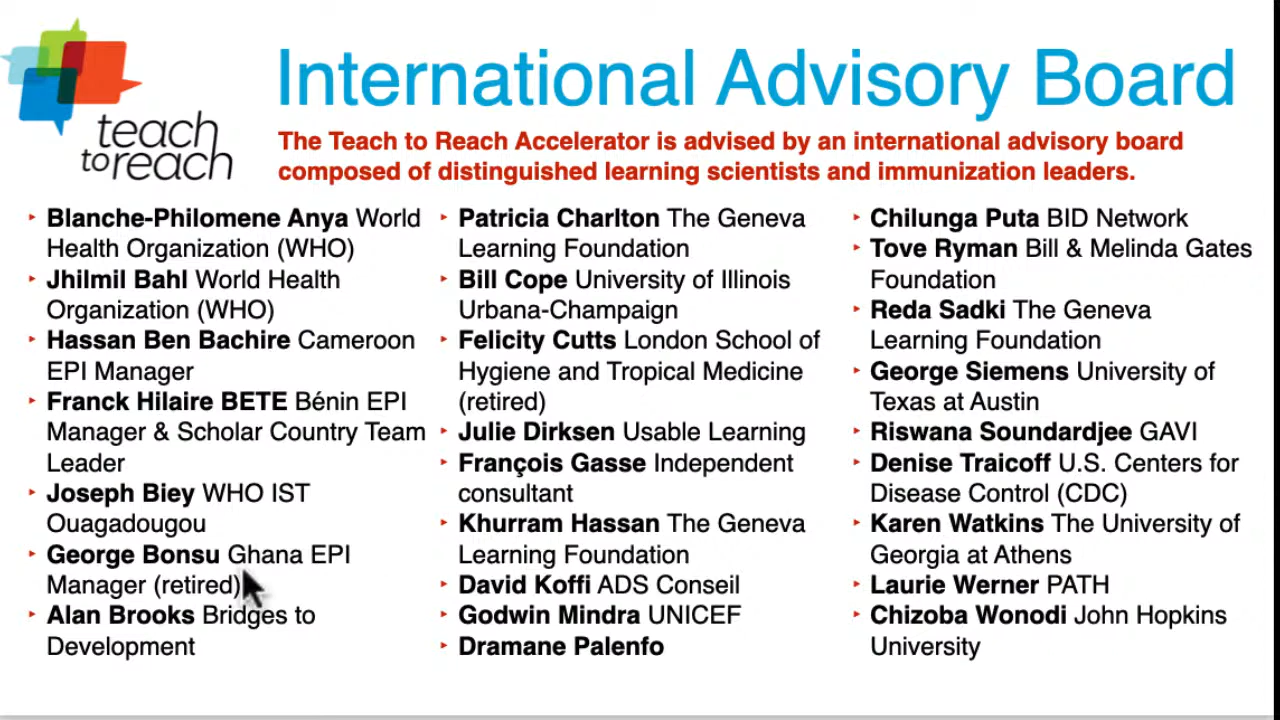 teach
to reach
International Advisory Board
The Teach to Reach Accelerator is advised by an international advisory board
composed of distinguished learning scientists and immunization leaders.
‣ Blanche-Philomene Anya World
Health Organization (WHO)
‣ Jhilmil Bahl World Health
Organization (WHO)
‣ Hassan Ben Bachire Cameroon
EPI Manager
‣ Franck Hilaire BETE Bénin EPI
Manager & Scholar Country Team
Leader
‣ Joseph Biey WHO IST
Ouagadougou
‣ George Bonsu Ghana EPI
Manager (retired)
‣ Alan Brooks Bridges to
Development
‣ Patricia Charlton The Geneva
Learning Foundation
‣ Bill Cope University of Illinois
Urbana-Champaign
‣ Felicity Cutts London School of
Hygiene and Tropical Medicine
(retired)
‣ Julie Dirksen Usable Learning
‣ François Gasse Independent
consultant
‣ Khurram Hassan The Geneva
Learning Foundation
‣ David Koffi ADS Conseil
‣ Godwin Mindra UNICEF
‣ Dramane Palenfo
‣ Chilunga Puta BID Network
‣ Tove Ryman Bill & Melinda Gates
Foundation
‣ Reda Sadki The Geneva
Learning Foundation
‣ George Siemens University of
Texas at Austin
‣ Riswana Soundardjee GAVI
‣ Denise Traicoff U.S. Centers for
Disease Control (CDC)
‣ Karen Watkins The University of
Georgia at Athens
‣ Laurie Werner PATH
‣ Chizoba Wonodi John Hopkins
University